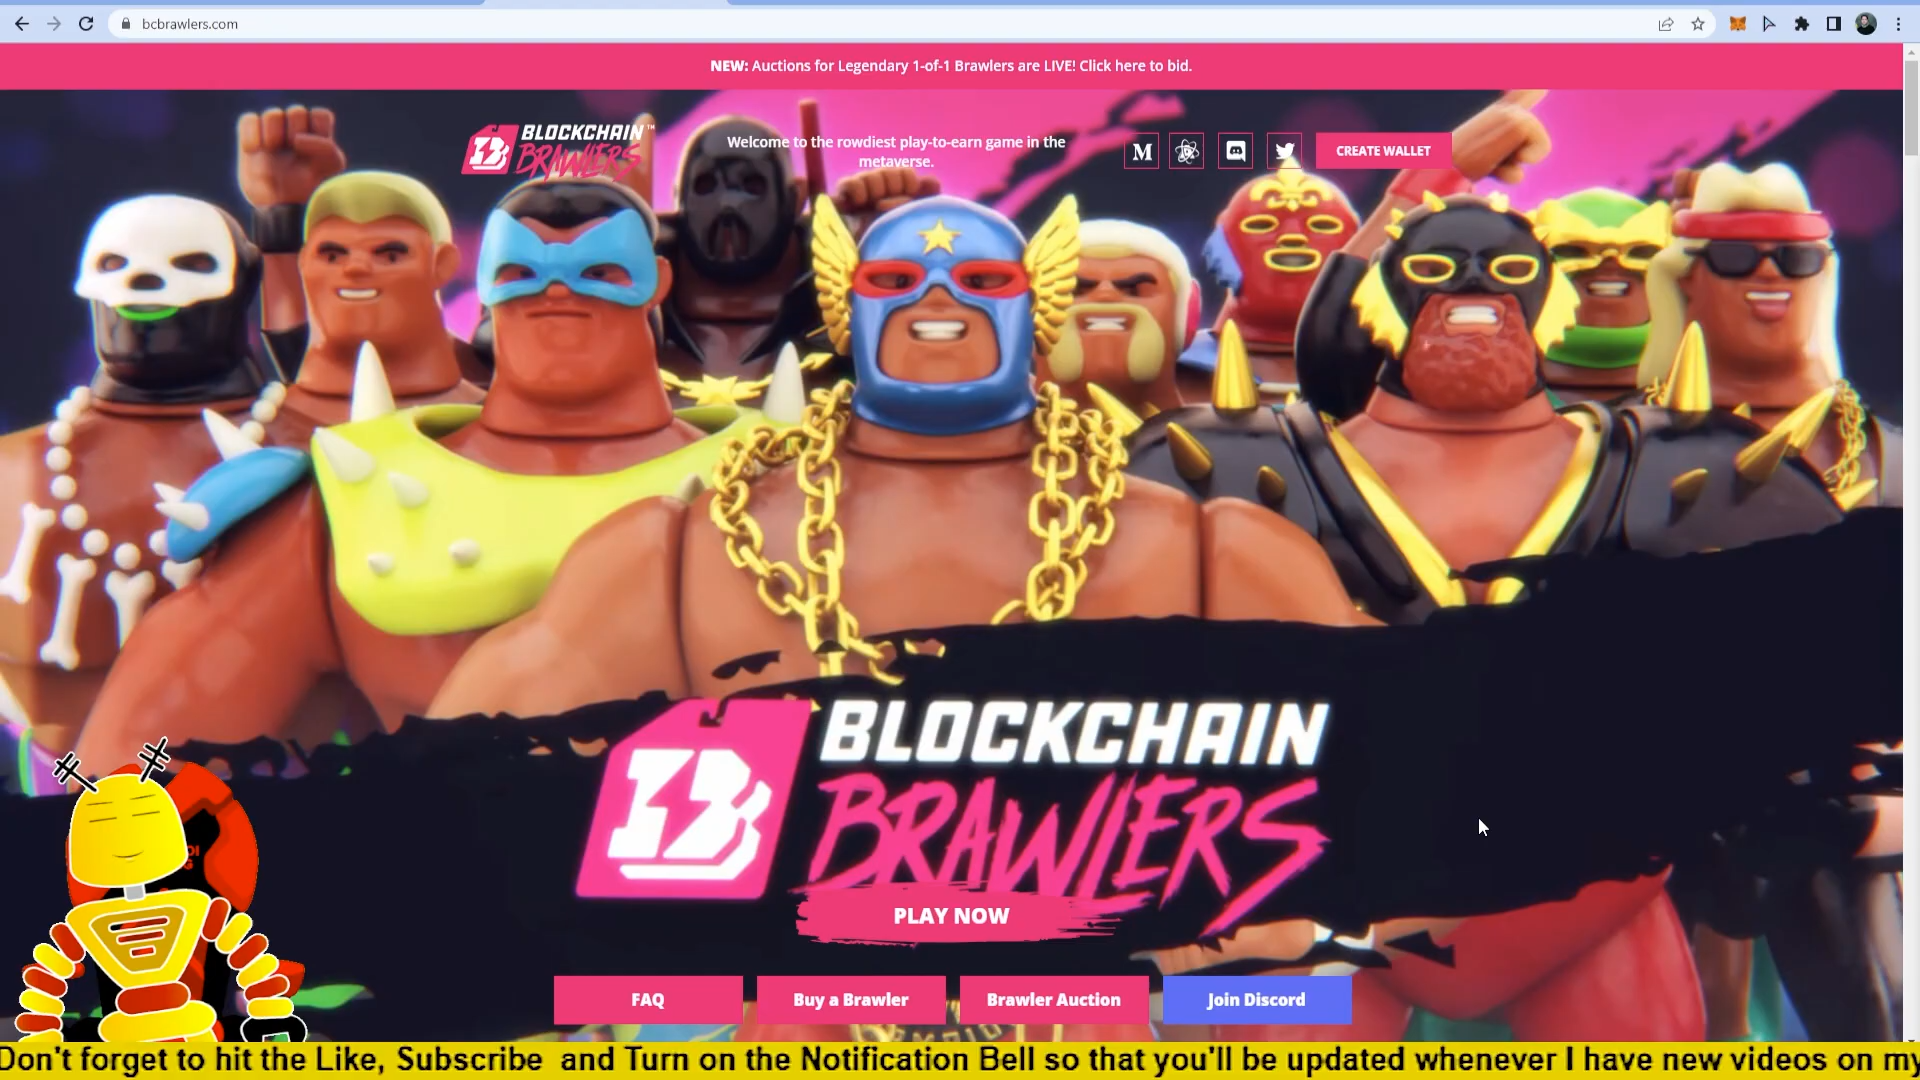 bcbrawlers.com
NEW: Auctions for Legendary 1-of-1 Brawlers are LIVE! Click here to bid.
BLOCKCHAIN™
BRAWLERS
Welcome to the rowdiest play-to-earn game in the
metaverse.
M
CREATE WALLET
BLOCKCHAIN
BRAWLERS
PLAY NOW
FAQ
Buy a Brawler
Brawler Auction
Join Discord
Don't forget to hit the Like, Subscribe and Turn on the Notification Bell so that you'll be updated whenever I have new videos on my